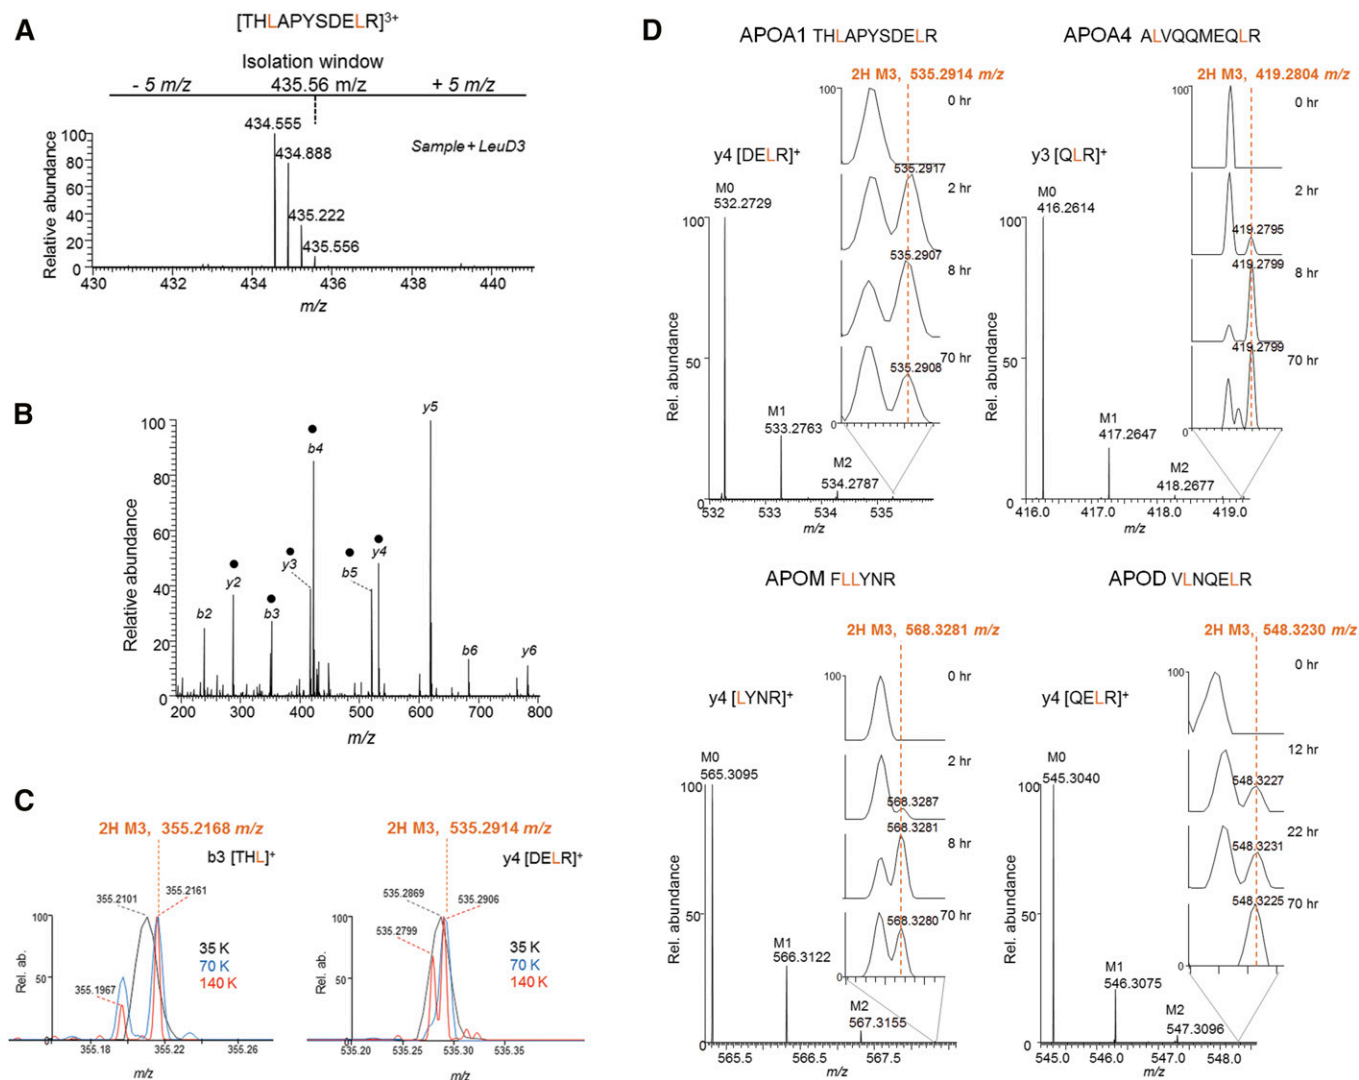 A
[THLAPYSDELR]3+
Isolation window
- 5 m/z 435.56 m/z + 5 m/z
Sample + LeuD3
434.555
434.888
435.222
435.556
Relative abundance
100
80
60
40
20
0
430 432 434 436 438 440
m/z
B
Relative abundance
100
80
60
40
20
0
b2
y2
b3
y3
b4
b5
y4
y5
b6
y6
200 300 400 500 600 700 800
m/z
C
2H M3, 355.2168 m/z
b3 [THL]+
355.2101
355.2161
355.1967
35 K
70 K
140 K
Rel. ab.
100
50
0
355.18 355.22 355.26
m/z
2H M3, 535.2914 m/z
y4 [DELR]+
535.2869
535.2906
535.2799
35 K
70 K
140 K
Rel. ab.
100
50
0
535.20 535.25 535.30 535.35
m/z
D
APOA1 THLAPYSDELR
2H M3, 535.2914 m/z
100
0 hr
y4 [DELR]+
535.2917
2 hr
M0
532.2729
535.2907
8 hr
535.2908
70 hr
0
Rel. abundance
100
50
0
M1
533.2763
M2
534.2787
532 533 534 535
m/z
APOA4 ALVQQMEQLR
2H M3, 419.2804 m/z
100
0 hr
y3 [QLR]+
2 hr
M0
416.2614
419.2795
419.2799
8 hr
419.2799
70 hr
0
Rel. abundance
100
50
0
M1
417.2647
M2
418.2677
416.0 417.0 418.0 419.0
m/z
APOM FLLYNR
2H M3, 568.3281 m/z
0 hr
100
y4 [LYNR]+
M0
565.3095
2 hr
568.3287
568.3281
8 hr
70 hr
568.3280
0
Rel. abundance
100
50
0
M1
566.3122
M2
567.3155
565.5 566.5 567.5
m/z
APOD VLNQELR
2H M3, 548.3230 m/z
0 hr
100
y4 [QELR]+
12 hr
M0
545.3040
548.3227
22 hr
548.3231
70 hr
548.3225
0
Rel. abundance
100
50
0
M1
546.3075
M2
547.3096
545.0 546.0 547.0 548.0
m/z